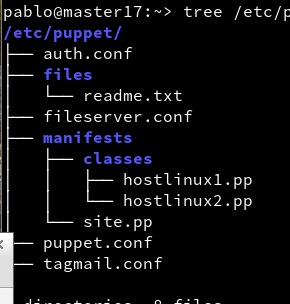 pablo@master17:~> tree /etc/p
/etc/puppet/
├── auth.conf
├── files
│   └── readme.txt
├── fileserver.conf
├── manifests
│   ├── classes
│   │   ├── hostlinux1.pp
│   │   └── hostlinux2.pp
│   └── site.pp
── puppet.conf
── tagmail.conf
directories, 8 files